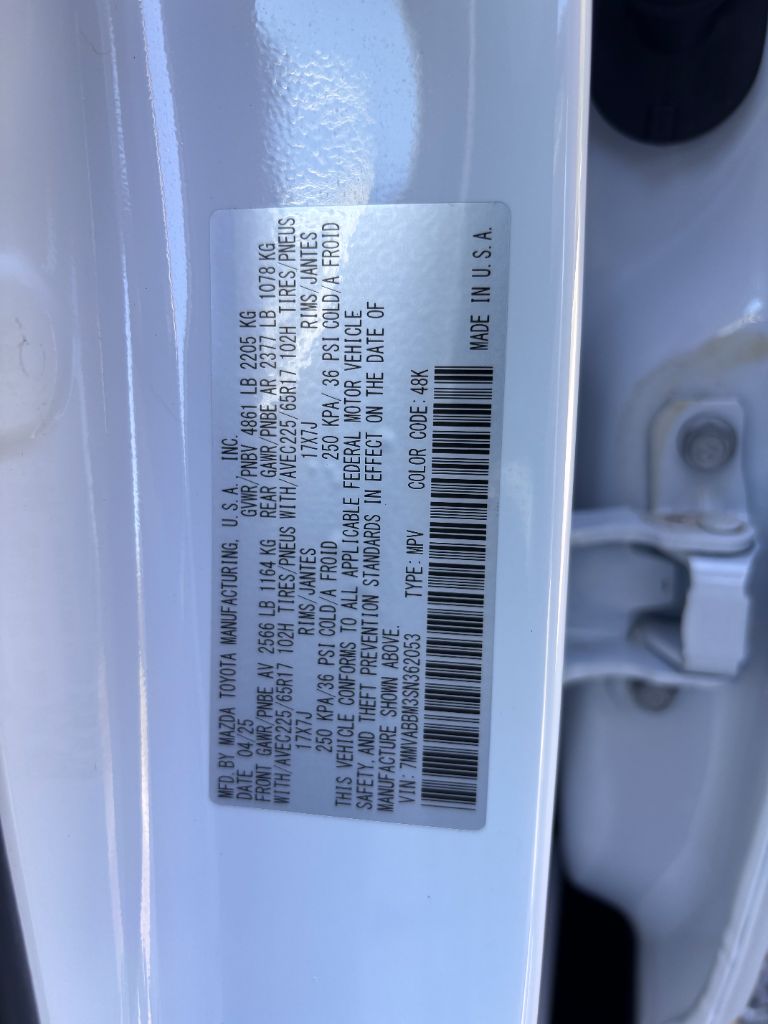 MFD. BY MAZDA TOYOTA MANUFACTURING, U.S.A., INC.
DATE 04/25 GVWR/PNBV 4861 LB 2205 KG
FRONT GAWR/PNBE AV 2566 LB 1164 KG REAR GAWR/PNBE AR 2377 LB 1078 KG
WITH/AVEC225/65R17 102H TIRES/PNEUS WITH/AVEC225/65R17 102H TIRES/PNEUS
17X7J RIMS/JANTES 17X7J RIMS/JANTES
250 KPA/36 PSI COLD/A FROID 250 KPA/ 36 PSI COLD/A FROID
THIS VEHICLE CONFORMS TO ALL APPLICABLE FEDERAL MOTOR VEHICLE
SAFETY, AND THEFT PREVENTION STANDARDS IN EFFECT ON THE DATE OF
MANUFACTURE SHOWN ABOVE.
VIN: 7MMVABBM3SN362053 TYPE: MPV COLOR CODE: 48K
MADE IN U.S.A.